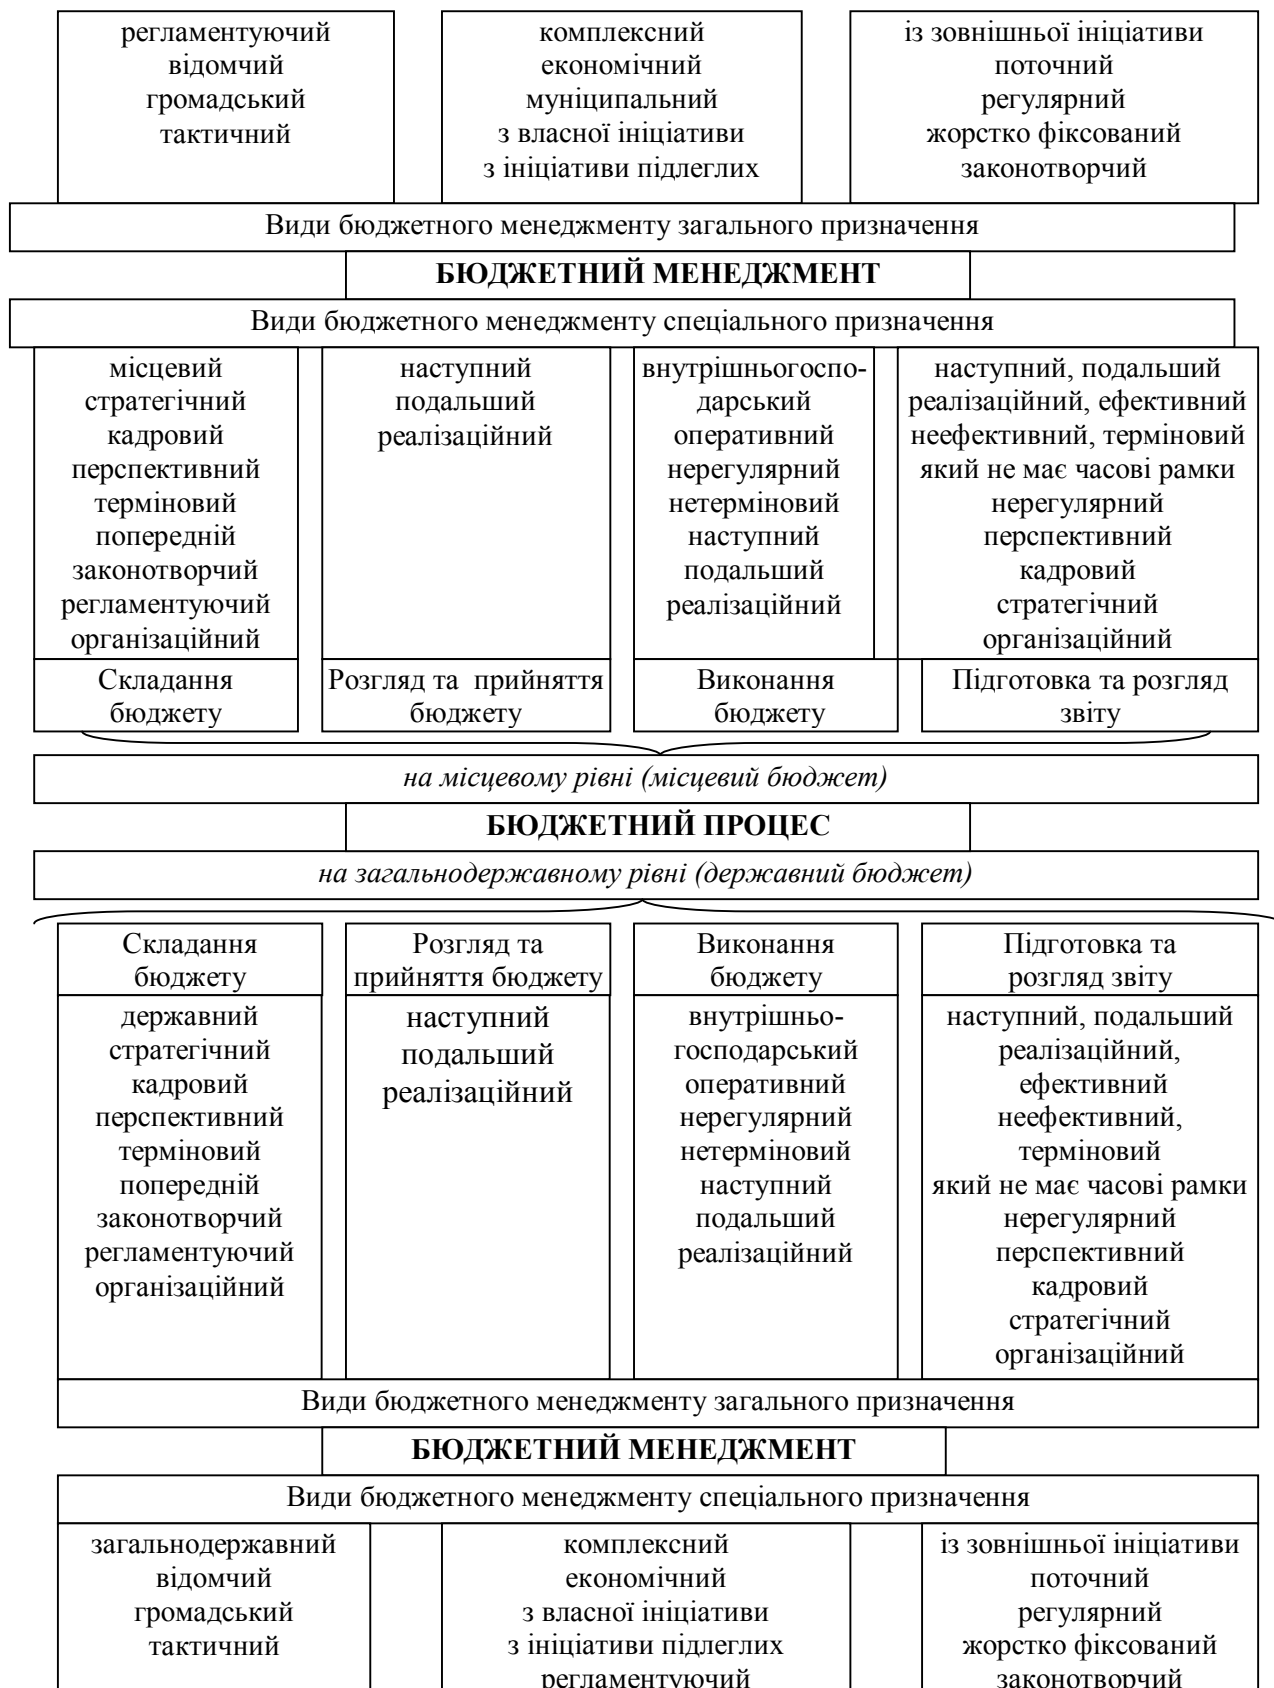 регламентуючий
відомчий
громадський
тактичний
комплексний
економічний
муніципальний
з власної ініціативи
з ініціативи підлеглих
із зовнішньої ініціативи
поточний
регулярний
жорстко фіксований
законотворчий
Види бюджетного менеджменту загального призначення
БЮДЖЕТНИЙ МЕНЕДЖМЕНТ
Види бюджетного менеджменту спеціального призначення
місцевий
стратегічний
кадровий
перспективний
терміновий
попередній
законотворчий
регламентуючий
організаційний
наступний
подальший
реалізаційний
внутрішньогоспо-
дарський
оперативний
нерегулярний
нетерміновий
наступний
подальший
реалізаційний
наступний, подальший
реалізаційний, ефективний
неефективний, терміновий
який не має часові рамки
нерегулярний
перспективний
кадровий
стратегічний
організаційний
Складання
бюджету
Розгляд та прийняття
бюджету
Виконання
бюджету
Підготовка та розгляд
звіту
на місцевому рівні (місцевий бюджет)
БЮДЖЕТНИЙ ПРОЦЕС
на загальнодержавному рівні (державний бюджет)
Складання
бюджету
Розгляд та
прийняття бюджету
Виконання
бюджету
Підготовка та
розгляд звіту
державний
стратегічний
кадровий
перспективний
терміновий
попередній
законотворчий
регламентуючий
організаційний
наступний
подальший
реалізаційний
внутрішньо-
господарський
оперативний
нерегулярний
нетерміновий
наступний
подальший
реалізаційний
наступний, подальший
реалізаційний,
ефективний
неефективний,
терміновий
який не має часові рамки
нерегулярний
перспективний
кадровий
стратегічний
організаційний
Види бюджетного менеджменту загального призначення
БЮДЖЕТНИЙ МЕНЕДЖМЕНТ
Види бюджетного менеджменту спеціального призначення
загальнодержавний
відомчий
громадський
тактичний
комплексний
економічний
з власної ініціативи
з ініціативи підлеглих
регламентуючий
із зовнішньої ініціативи
поточний
регулярний
жорстко фіксований
законотворчий